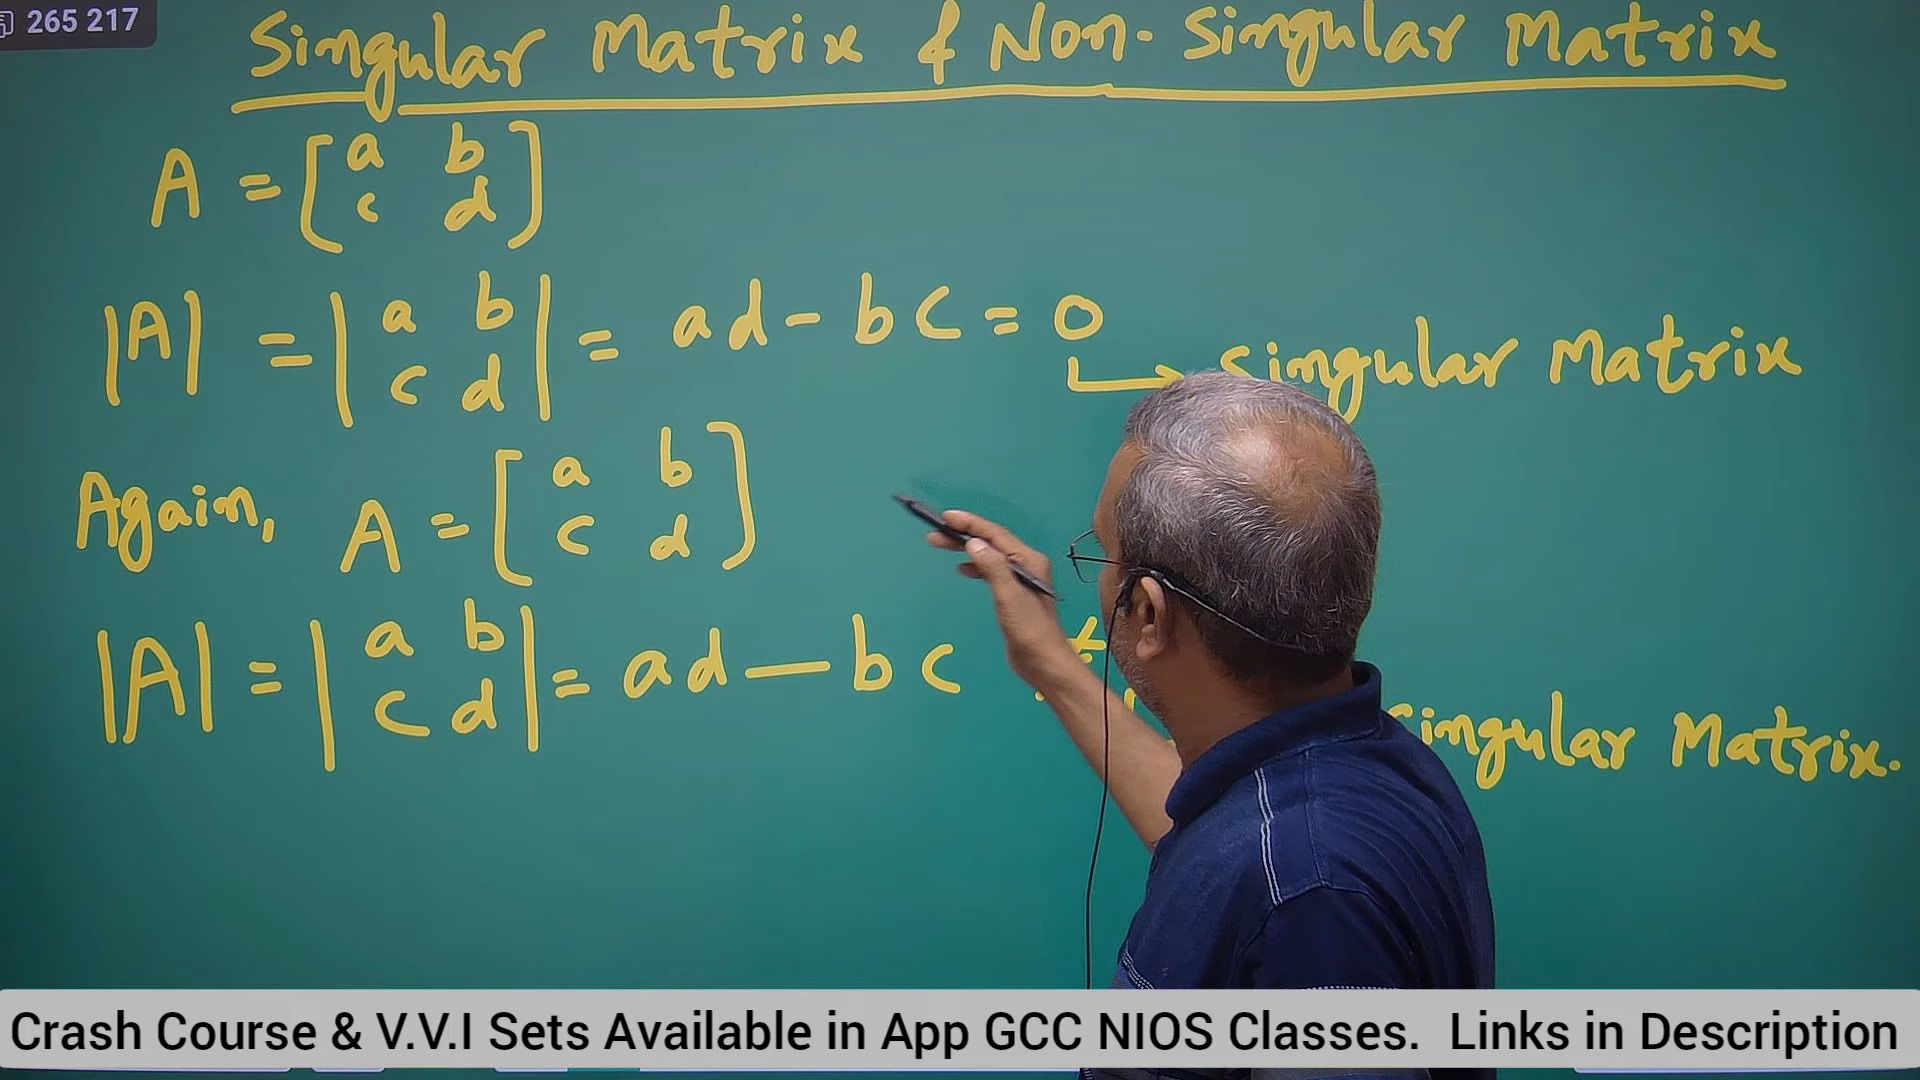 265 217
Singular Matrix & Non-Singular Matrix
A = [a b
c d]
|A| = |a b
c d| = ad - bc = 0
Singular Matrix
Again, A = [a b
c d]
|A| = |a b
c d| = ad — bc ≠
Singular Matrix.
Crash Course & V.V.I Sets Available in App GCC NIOS Classes. Links in Description